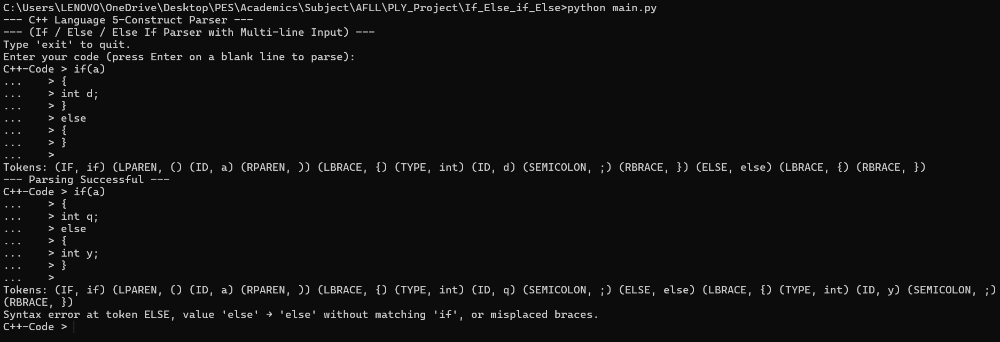 C:\Users\LENOVO\OneDrive\Desktop\PES\Academics\Subject\AFLL\PLY_Project\If_Else_if_Else>python main.py
--- C++ Language 5-Construct Parser ---
--- (If / Else / Else If Parser with Multi-line Input) ---
Type 'exit' to quit.
Enter your code (press Enter on a blank line to parse):
C++-Code > if(a)
...    > {
...    > int d;
...    > }
...    > else
...    > {
...    > }
...    >
Tokens: (IF, if) (LPAREN, () (ID, a) (RPAREN, )) (LBRACE, {) (TYPE, int) (ID, d) (SEMICOLON, ;) (RBRACE, }) (ELSE, else) (LBRACE, {) (RBRACE, })
--- Parsing Successful ---
C++-Code > if(a)
...    > {
...    > int q;
...    > else
...    > {
...    > int y;
...    > }
...    >
Tokens: (IF, if) (LPAREN, () (ID, a) (RPAREN, )) (LBRACE, {) (TYPE, int) (ID, q) (SEMICOLON, ;) (ELSE, else) (LBRACE, {) (TYPE, int) (ID, y) (SEMICOLON, ;)
(RBRACE, })
Syntax error at token ELSE, value 'else' → 'else' without matching 'if', or misplaced braces.
C++-Code >